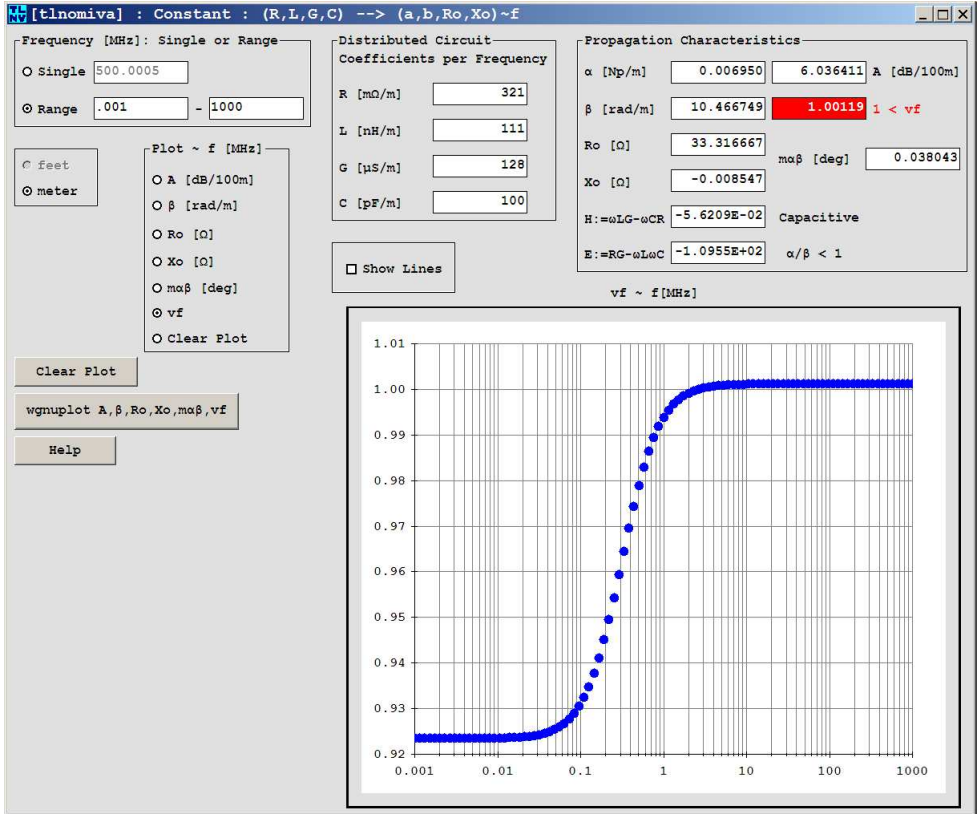 TL
NV
[tlnomiva] : Constant : (R,L,G,C) --> (a,b,Ro,Xo)~f
Frequency [MHz]: Single or Range
Single 500.0005
Range .001 - 1000
feet
meter
Plot ~ f [MHz]
A [dB/100m]
β [rad/m]
Ro [Ω]
Xo [Ω]
mαβ [deg]
vf
Clear Plot
Clear Plot
wgnuplot A,β,Ro,Xo,mαβ,vf
Help
Distributed Circuit
Coefficients per Frequency
R [mΩ/m] 321
L [nH/m] 111
G [µS/m] 128
C [pF/m] 100
Show Lines
Propagation Characteristics
α [Np/m] 0.006950 6.036411 A [dB/100m]
β [rad/m] 10.466749 1.00119 1 < vf
Ro [Ω] 33.316667
mαβ [deg] 0.038043
Xo [Ω] -0.008547
H:=ωLG-ωCR -5.6209E-02 Capacitive
E:=RG-ωLωC -1.0955E+02 α/β < 1
vf ~ f[MHz]
1.01
1.00
0.99
0.98
0.97
0.96
0.95
0.94
0.93
0.92
0.001 0.01 0.1 1 10 100 1000